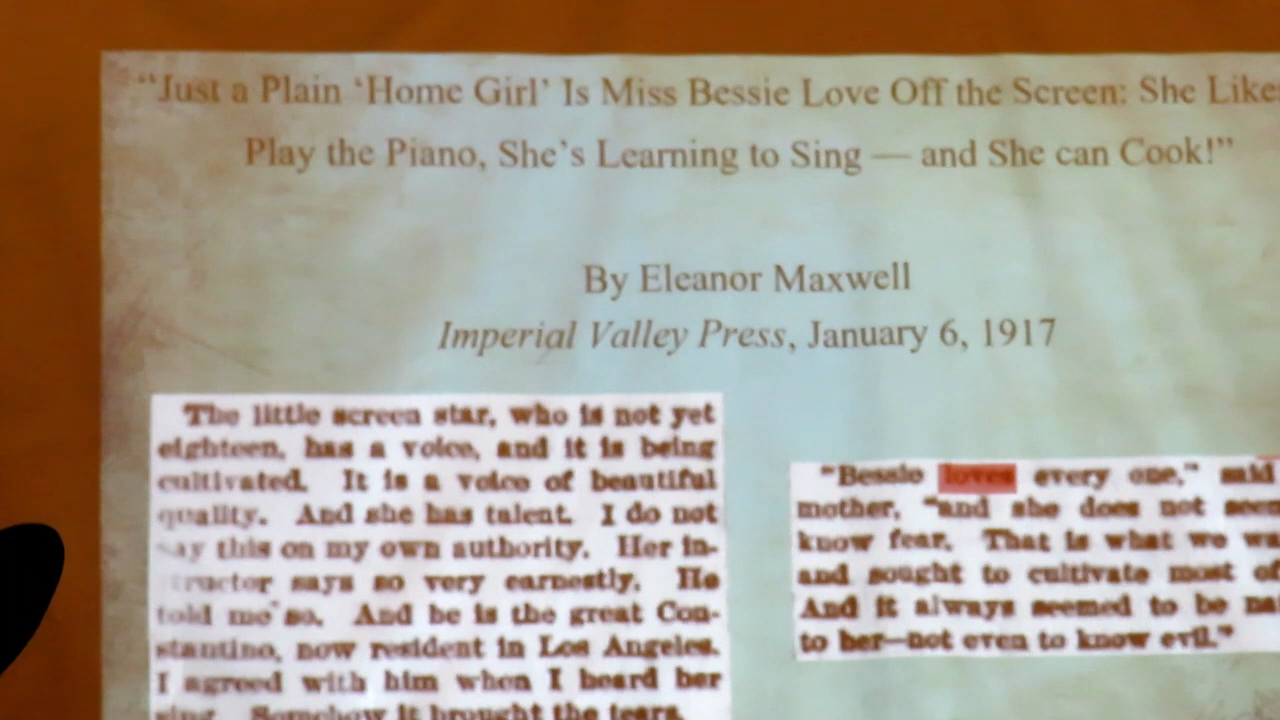 “Just a Plain ‘Home Girl’ Is Miss Bessie Love Off the Screen: She Like
Play the Piano, She’s Learning to Sing — and She can Cook!”
By Eleanor Maxwell
Imperial Valley Press, January 6, 1917
The little screen star, who is not yet
eighteen, has a voice, and it is being
cultivated. It is a voice of beautiful
quality. And she has talent. I do not
say this on my own authority. Her in-
structor says so very earnestly. He
told me so. And he is the great Con-
stantino, now resident in Los Angeles.
I agreed with him when I heard her
sing. Somehow it brought the tears.
"Bessie loves every one," said
mother, "and she does not
know fear. That is what we
and sought to cultivate most
And it always seemed to be
to her—not even to know evil."